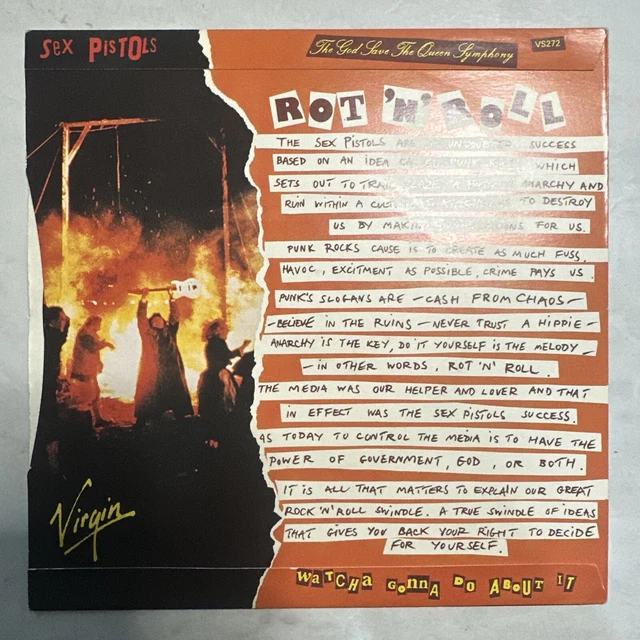 SEX PISTOLS
The God Save The Queen Symphony
VS272
ROT 'N' ROLL
THE SEX PISTOLS ARE SUCCESS
BASED ON AN IDEA WHICH
SETS OUT TO ANARCHY AND
RUIN WITHIN A TO DESTROY
US BY FOR US.
PUNK ROCKS CAUSE IS TO CREATE AS MUCH FUSS,
HAVOC, EXCITMENT AS POSSIBLE, CRIME PAYS US.
PUNK'S SLOGANS ARE - CASH FROM CHAOS -
- BELIEVE IN THE RUINS - NEVER TRUST A HIPPIE -
ANARCHY IS THE KEY, DO IT YOURSELF IS THE MELODY -
- IN OTHER WORDS, ROT 'N' ROLL.
THE MEDIA WAS OUR HELPER AND LOVER AND THAT
IN EFFECT WAS THE SEX PISTOLS SUCCESS.
AS TODAY TO CONTROL THE MEDIA IS TO HAVE THE
POWER OF GOVERNMENT, GOD, OR BOTH.
IT IS ALL THAT MATTERS TO EXPLAIN OUR GREAT
ROCK 'N' ROLL SWINDLE. A TRUE SWINDLE OF IDEAS
THAT GIVES YOU BACK YOUR RIGHT TO DECIDE
FOR YOURSELF.
Virgin
WATCHA GONNA DO ABOUT IT